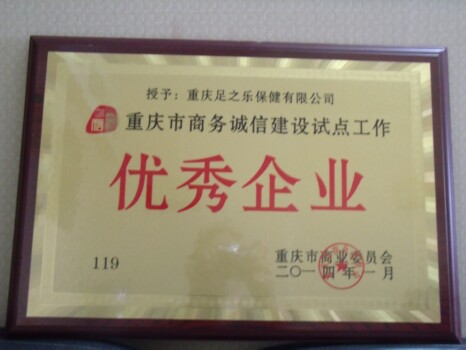 授予：重庆足之乐保健有限公司
重庆市商务诚信建设试点工作
优秀企业
119
重庆市商业委员会
二〇一四年一月